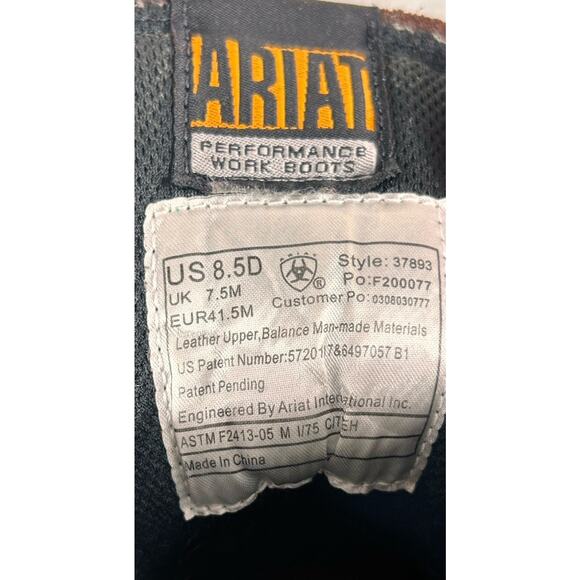 ARIAT
PERFORMANCE
WORK BOOTS
US 8.5D
UK 7.5M
EUR41.5M
ARIAT
®
Style: 37893
Po:F200077
Customer Po:0308030777
Leather Upper,Balance Man-made Materials
US Patent Number:5720117&6497057 B1
Patent Pending
Engineered By Ariat International Inc.
ASTM F2413-05 M I/75 C/75EH
Made In China